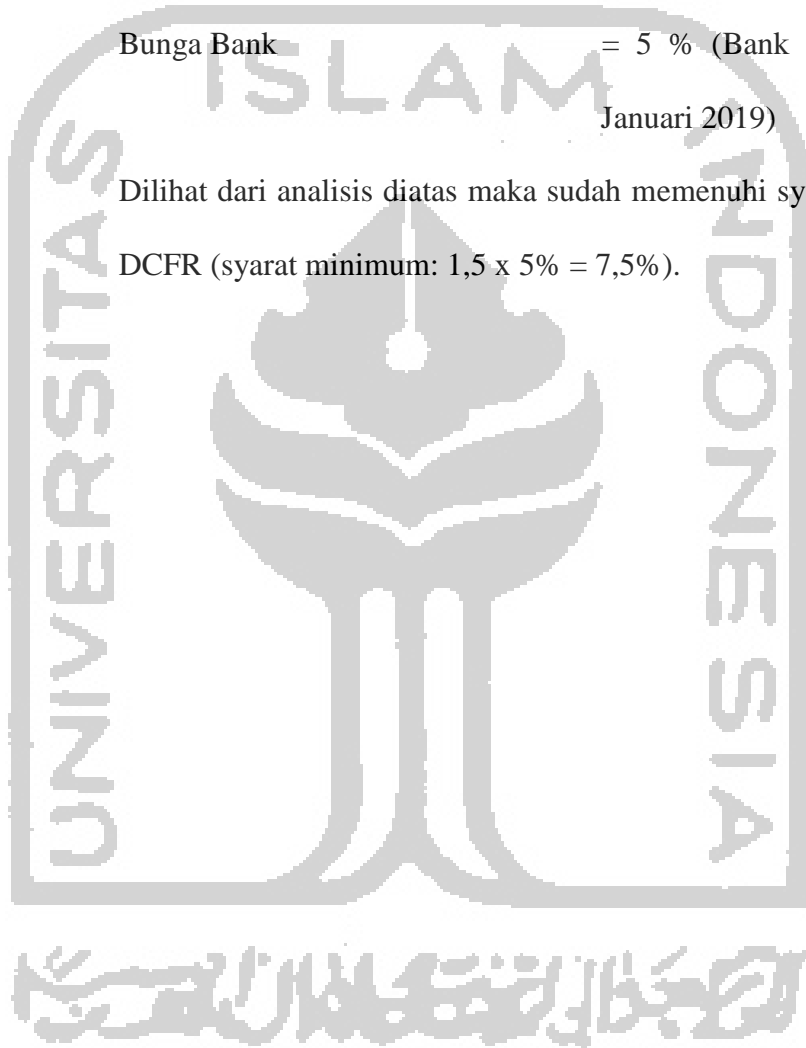 Bunga Bank = 5 % (Bank
Januari 2019)
Dilihat dari analisis diatas maka sudah memenuhi sy
DCFR (syarat minimum: 1,5 x 5% = 7,5%).
ISLAM
UNIVERSITAS
INDONESIA